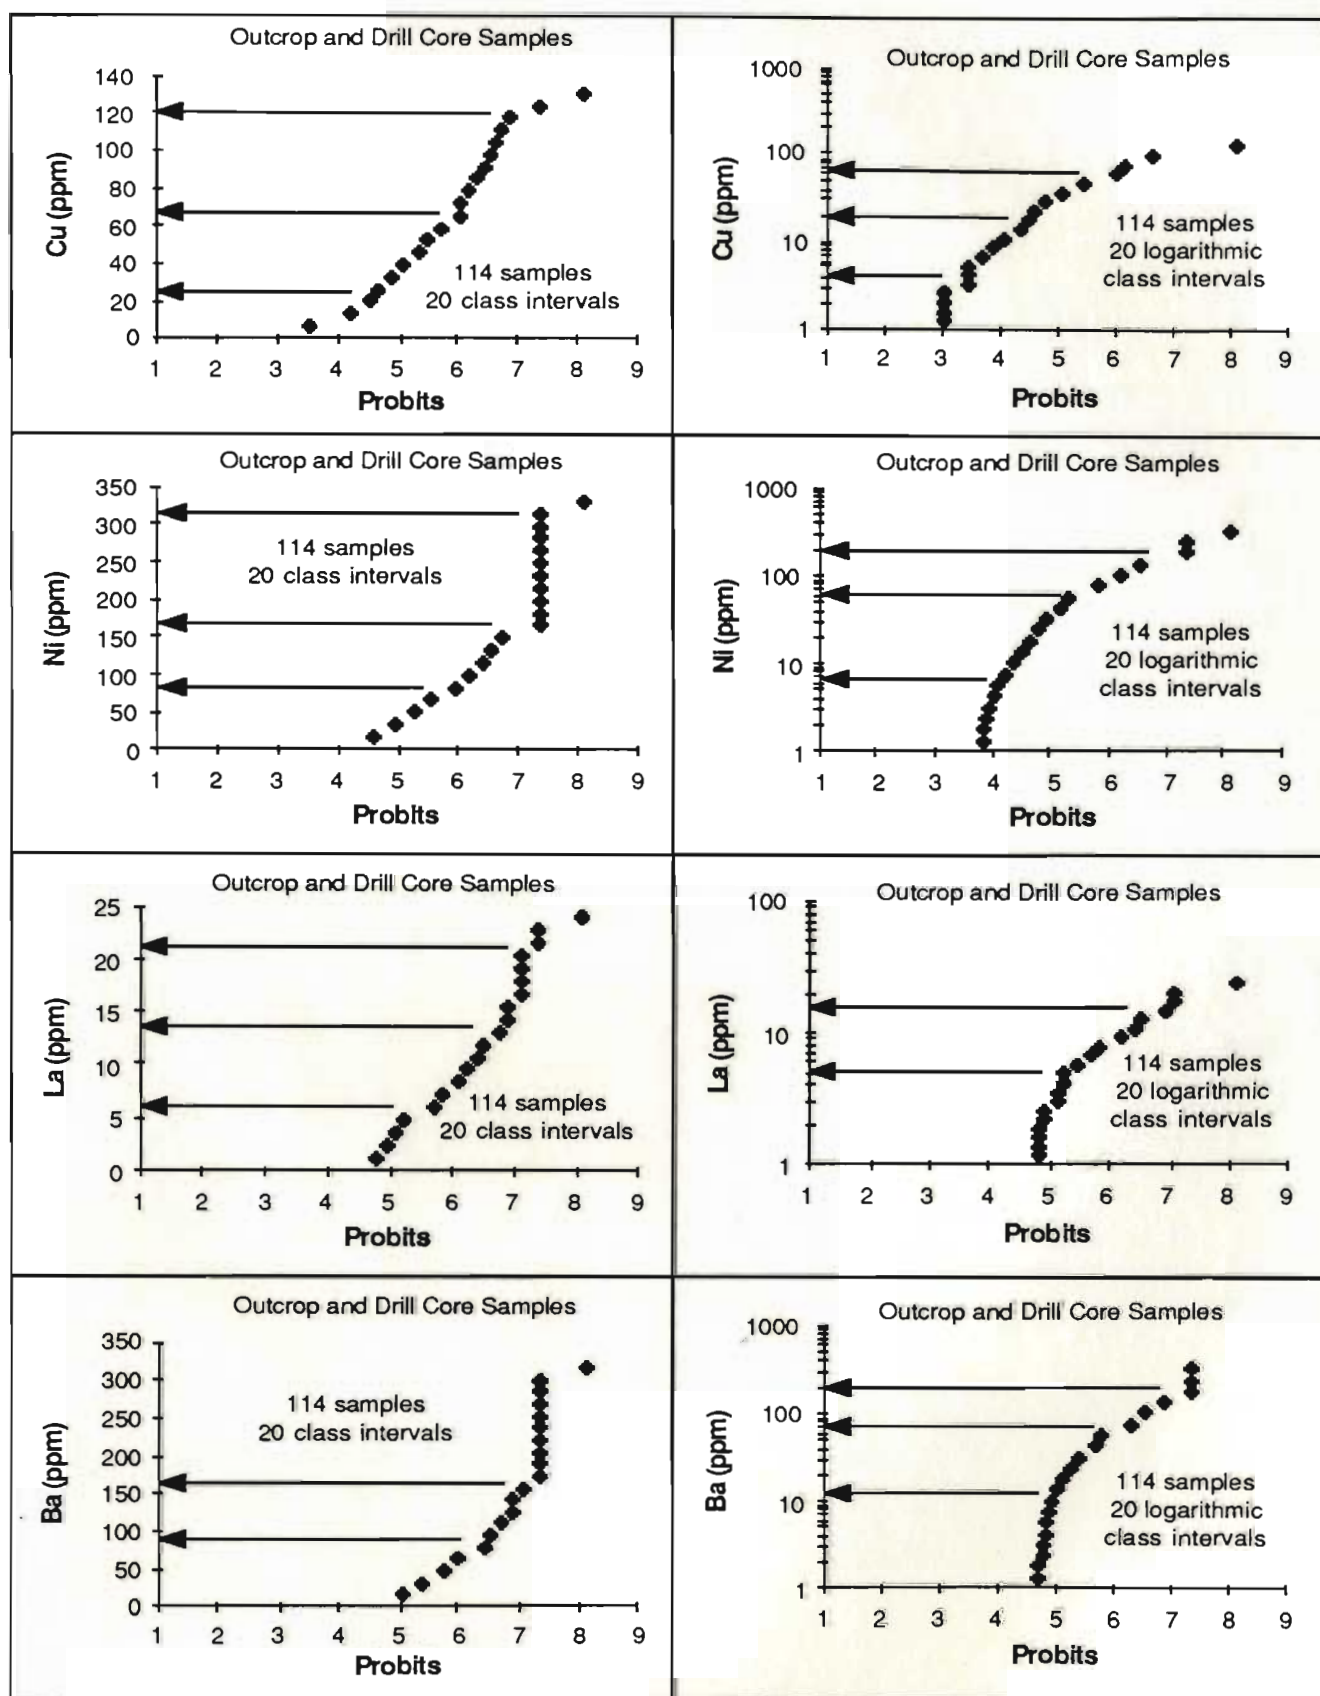 Outcrop and Drill Core Samples
Cu (ppm)
140
120
100
80
60
40
20
0
114 samples
20 class intervals
1 2 3 4 5 6 7 8 9
Probits
Outcrop and Drill Core Samples
Cu (ppm)
1000
100
10
1
114 samples
20 logarithmic
class intervals
1 2 3 4 5 6 7 8 9
Probits
Outcrop and Drill Core Samples
Ni (ppm)
350
300
250
200
150
100
50
0
114 samples
20 class intervals
1 2 3 4 5 6 7 8 9
Probits
Outcrop and Drill Core Samples
Ni (ppm)
1000
100
10
1
114 samples
20 logarithmic
class intervals
1 2 3 4 5 6 7 8 9
Probits
Outcrop and Drill Core Samples
La (ppm)
25
20
15
10
5
0
114 samples
20 class intervals
1 2 3 4 5 6 7 8 9
Probits
Outcrop and Drill Core Samples
La (ppm)
100
10
1
114 samples
20 logarithmic
class intervals
1 2 3 4 5 6 7 8 9
Probits
Outcrop and Drill Core Samples
Ba (ppm)
350
300
250
200
150
100
50
0
114 samples
20 class intervals
1 2 3 4 5 6 7 8 9
Probits
Outcrop and Drill Core Samples
Ba (ppm)
1000
100
10
1
114 samples
20 logarithmic
class intervals
1 2 3 4 5 6 7 8 9
Probits